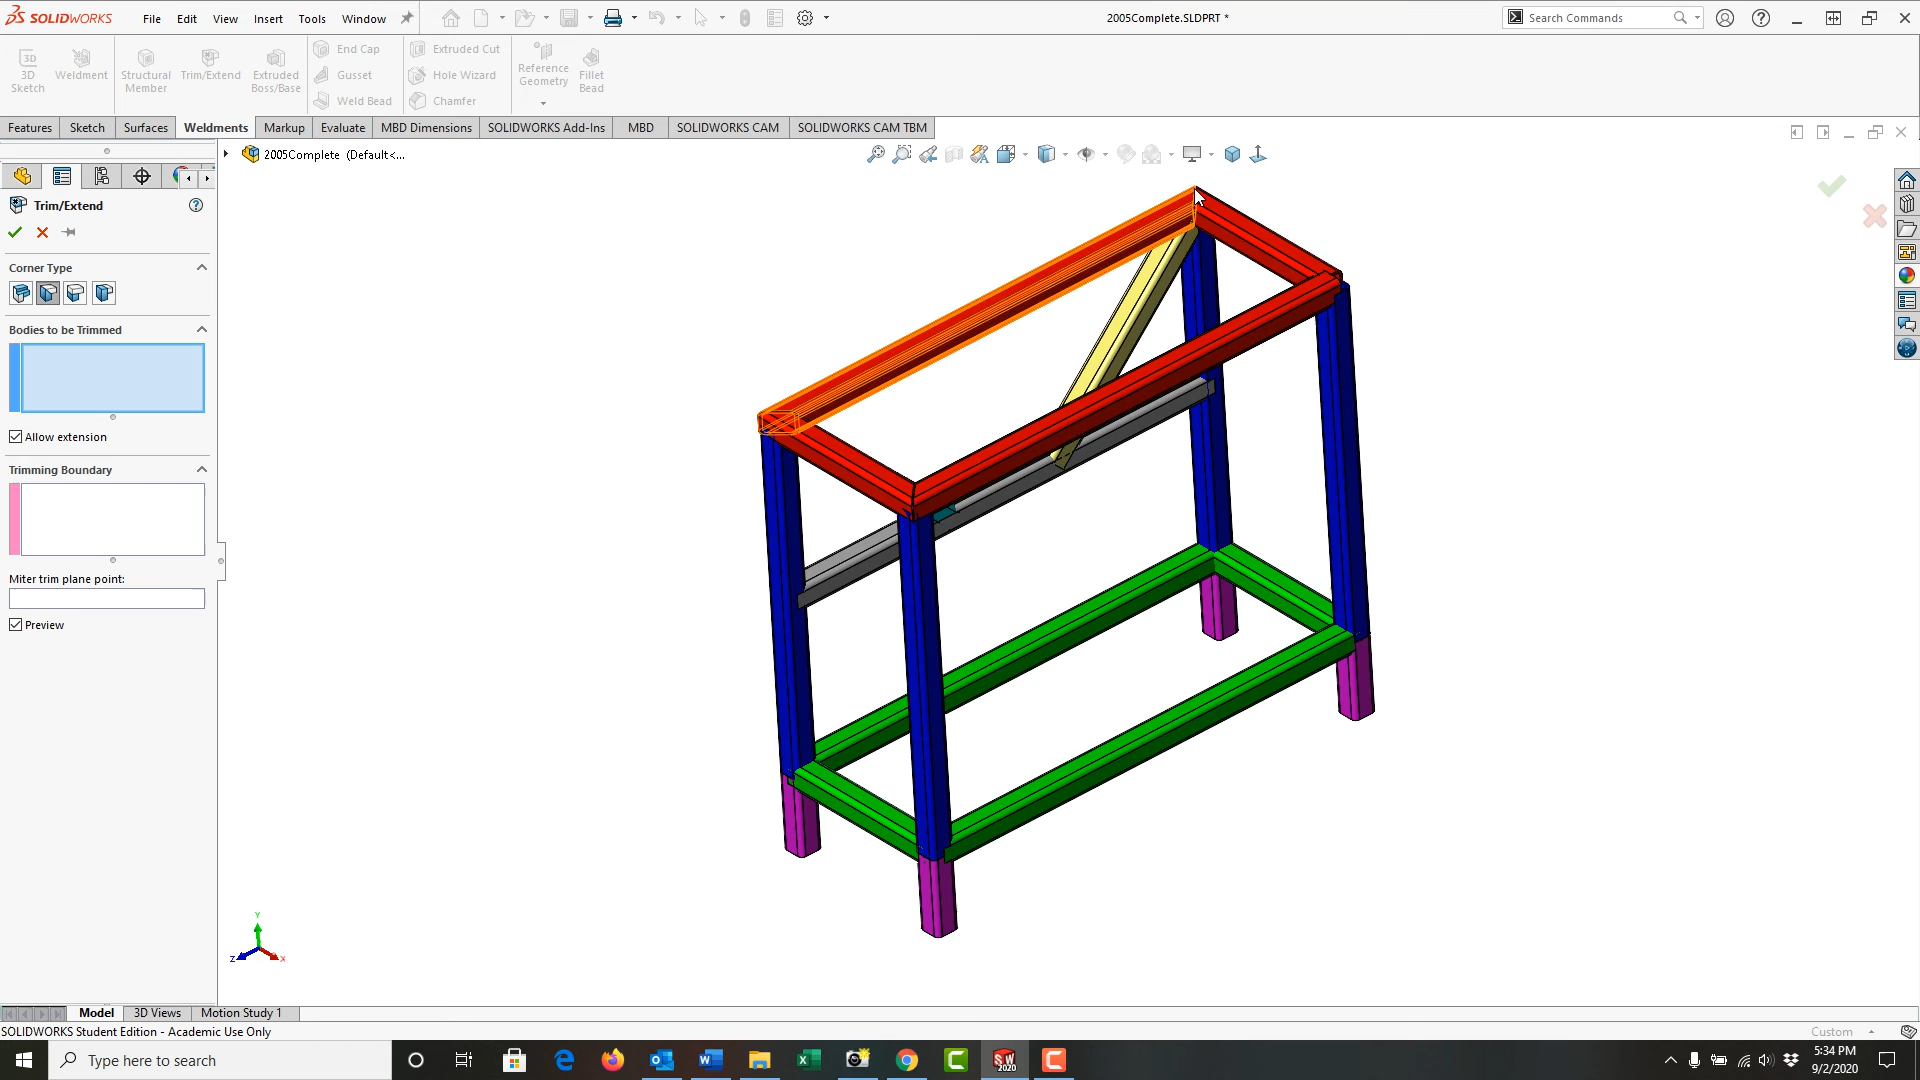 SOLIDWORKS File Edit View Insert Tools Window 2005Complete.SLDPRT * Search Commands
3D Sketch
Weldment
Structural Member
Trim/Extend
Extruded Boss/Base
End Cap
Gusset
Weld Bead
Extruded Cut
Hole Wizard
Chamfer
Reference Geometry
Fillet Bead
Features Sketch Surfaces Weldments Markup Evaluate MBD Dimensions SOLIDWORKS Add-Ins MBD SOLIDWORKS CAM SOLIDWORKS CAM TBM
2005Complete (Default<...
Trim/Extend
Corner Type
Bodies to be Trimmed
Allow extension
Trimming Boundary
Miter trim plane point:
Preview
Y
Z
X
Model 3D Views Motion Study 1
SOLIDWORKS Student Edition - Academic Use Only Custom
Type here to search
SW
2020
5:34 PM
9/2/2020